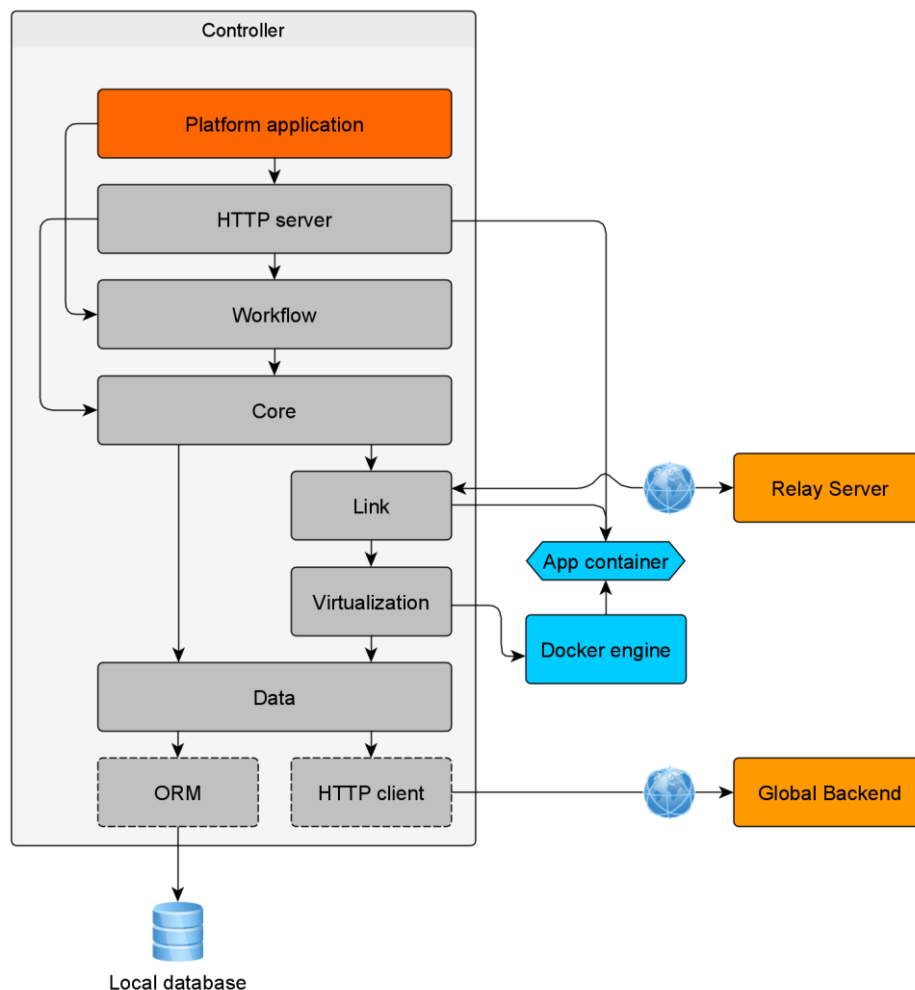 Controller
Platform application
HTTP server
Workflow
Core
Link
Relay Server
App container
Virtualization
Docker engine
Data
ORM
HTTP client
Global Backend
Local database